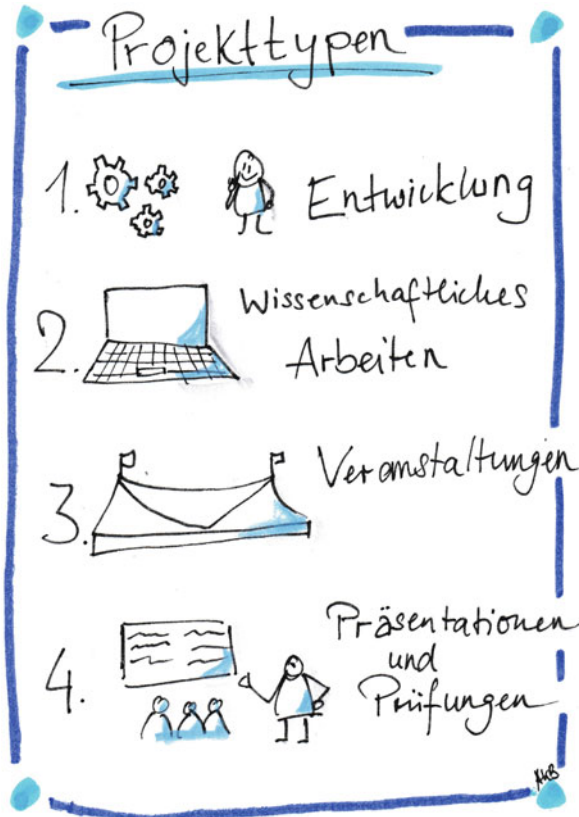 Projekttypen
1. Entwicklung
2. Wissenschaftliches
Arbeiten
3. Veranstaltungen
4. Präsentationen
und
Prüfungen